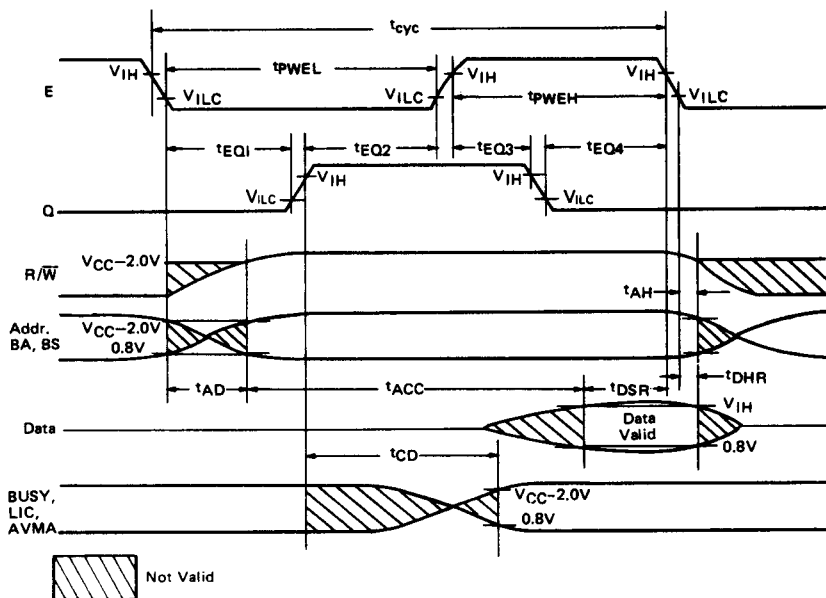 tcyc
E
VIH
VILC
tPWEL
VILC
VIH
tPWEH
VIH
VILC
tEQ1
tEQ2
tEQ3
tEQ4
Q
VILC
VIH
VIH
VILC
R/W̅
VCC-2.0V
tAH
Addr.
BA, BS
VCC-2.0V
0.8V
tAD
tACC
tDSR
tDHR
Data
Data
Valid
VIH
0.8V
tCD
BUSY,
LIC,
AVMA
VCC-2.0V
0.8V
Not Valid